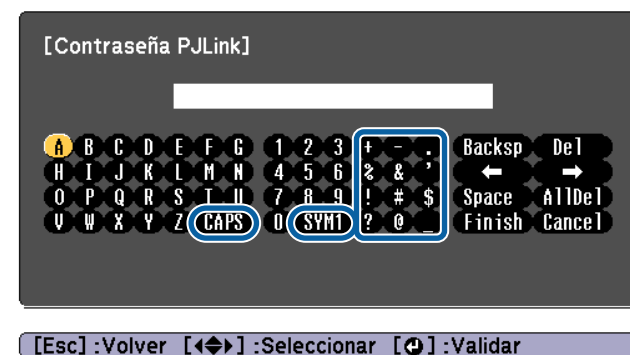 [Contraseña PJLink]
A B C D E F G 1 2 3 + - . Backsp Del
H I J K L M N 4 5 6 % & ’ ← →
O P Q R S T U 7 8 9 ! # $ Space AllDel
V W X Y Z CAPS 0 SYM1 ? @ _ Finish Cancel
[Esc] :Volver [◀◆▶] :Seleccionar [↵] :Validar